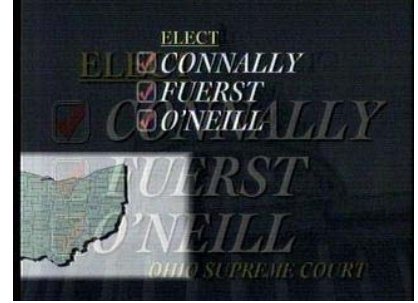 ELECT
CONNALLY
FUERST
O'NEILL
ELECT
CONNALLY
FUERST
O'NEILL
OHIO SUPREME COURT